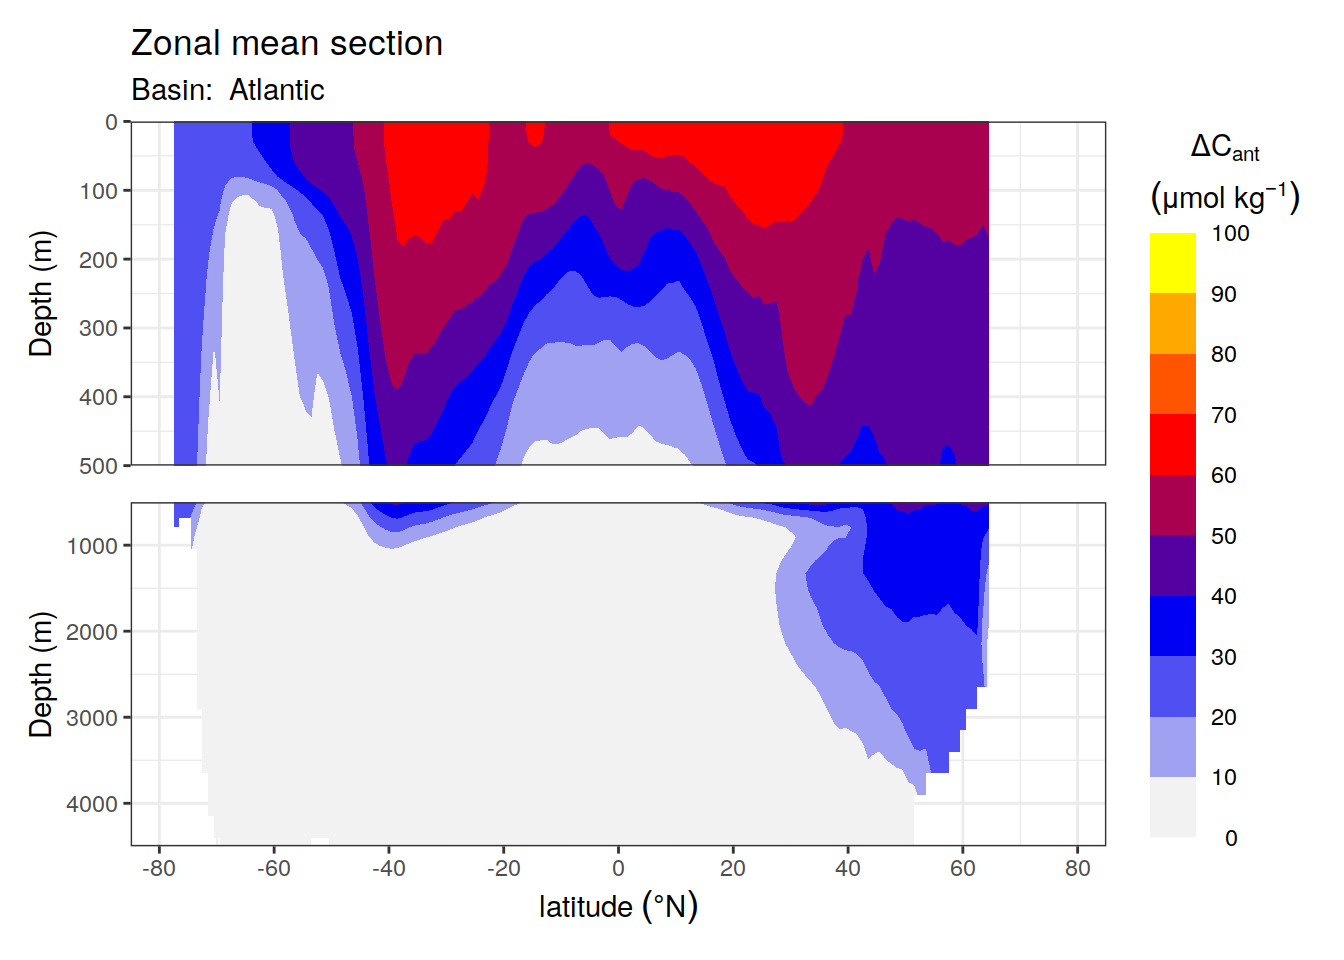 Zonal mean section
Basin:  Atlantic
0
100
200
300
400
500
Depth (m)
1000
2000
3000
4000
Depth (m)
-80 -60 -40 -20 0 20 40 60 80
latitude (°N)
ΔCant
(μmol kg⁻¹)
100
90
80
70
60
50
40
30
20
10
0